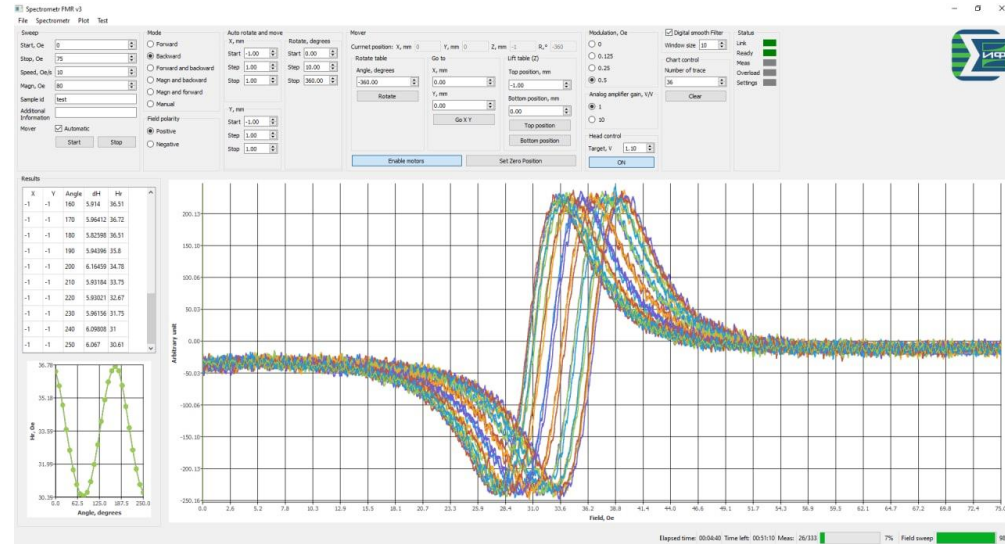 Spectrometr FMR v3
File Spectrometr Plot Test
Sweep
Start, Oe 0
Stop, Oe 75
Speed, Oe/s 10
Magn, Oe 80
Sample id test
Additional
Information
Mover Automatic
Start Stop
Mode
Forward
Backward
Forward and backward
Magn and backward
Magn and forward
Manual
Field polarity
Positive
Negative
Auto rotate and move
X, mm
Start -1.00
Step 1.00
Stop 1.00
Y, mm
Start -1.00
Step 1.00
Stop 1.00
Rotate, degrees
Start 0.00
Step 10.00
Stop 360.00
Mover
Currnet position: X, mm 0 Y, mm 0 Z, mm -1 R,° -360
Rotate table
Angle, degrees
-360.00
Rotate
Go to
X, mm
0.00
Y, mm
0.00
Go X Y
Lift table (Z)
Top position, mm
-1.00
Bottom position, mm
0.00
Top position
Bottom position
Enable motors Set Zero Position
Modulation, Oe
0
0.125
0.25
0.5
Analog amplifier gain, V/V
1
10
Head control
Target, V 1.10
ON
Digital smooth Filter
Window size 10
Chart control
Number of trace
36
Clear
Status
Link
Ready
Meas
Overload
Settings
ИФ
Results
X Y Angle dH Hr
-1 -1 160 5.914 36.51
-1 -1 170 5.96412 36.72
-1 -1 180 5.82598 36.51
-1 -1 190 5.94396 35.8
-1 -1 200 6.16459 34.78
-1 -1 210 5.93184 33.75
-1 -1 220 5.93021 32.67
-1 -1 230 5.96156 31.75
-1 -1 240 6.09808 31
-1 -1 250 6.067 30.61
36.78
35.18
33.59
31.99
30.39
Hr, Oe
0.0 62.5 125.0 187.5 250.0
Angle, degrees
200.13
150.10
100.06
50.03
0.00
-50.03
-100.06
-150.10
-200.13
-250.16
Arbitrary unit
0.0 2.6 5.2 7.8 10.3 12.9 15.5 18.1 20.7 23.3 25.9 28.4 31.0 33.6 36.2 38.8 41.4 44.0 46.6 49.1 51.7 54.3 56.9 59.5 62.1 64.7 67.2 69.8 72.4 75.0
Field, Oe
Elapsed time: 00:04:40 Time left: 00:51:10 Meas: 26/333 7% Field sweep